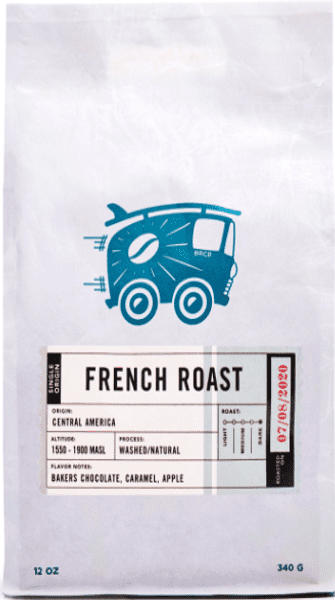 BRCR
SINGLE ORIGIN
FRENCH ROAST
ORIGIN:
CENTRAL AMERICA
ALTITUDE:
1550 - 1900 MASL
PROCESS:
WASHED/NATURAL
FLAVOR NOTES:
BAKERS CHOCOLATE, CARAMEL, APPLE
ROAST:
LIGHT
MEDIUM
DARK
ROASTED ON
07/08/2020
12 OZ
340 G